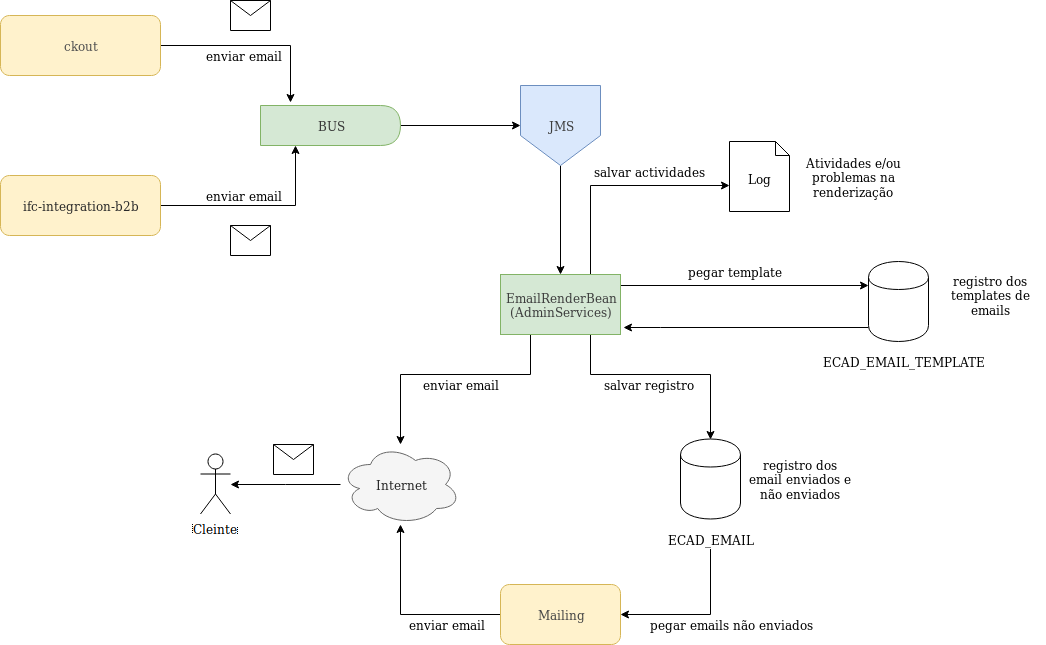 ckout
enviar email
BUS
JMS
enviar email
ifc-integration-b2b
salvar actividades
Log
Atividades e/ou
problemas na
renderização
EmailRenderBean
(AdminServices)
pegar template
registro dos
templates de
emails
ECAD_EMAIL_TEMPLATE
enviar email
salvar registro
Internet
Cleinte
registro dos
email enviados e
não enviados
ECAD_EMAIL
Mailing
enviar email
pegar emails não enviados